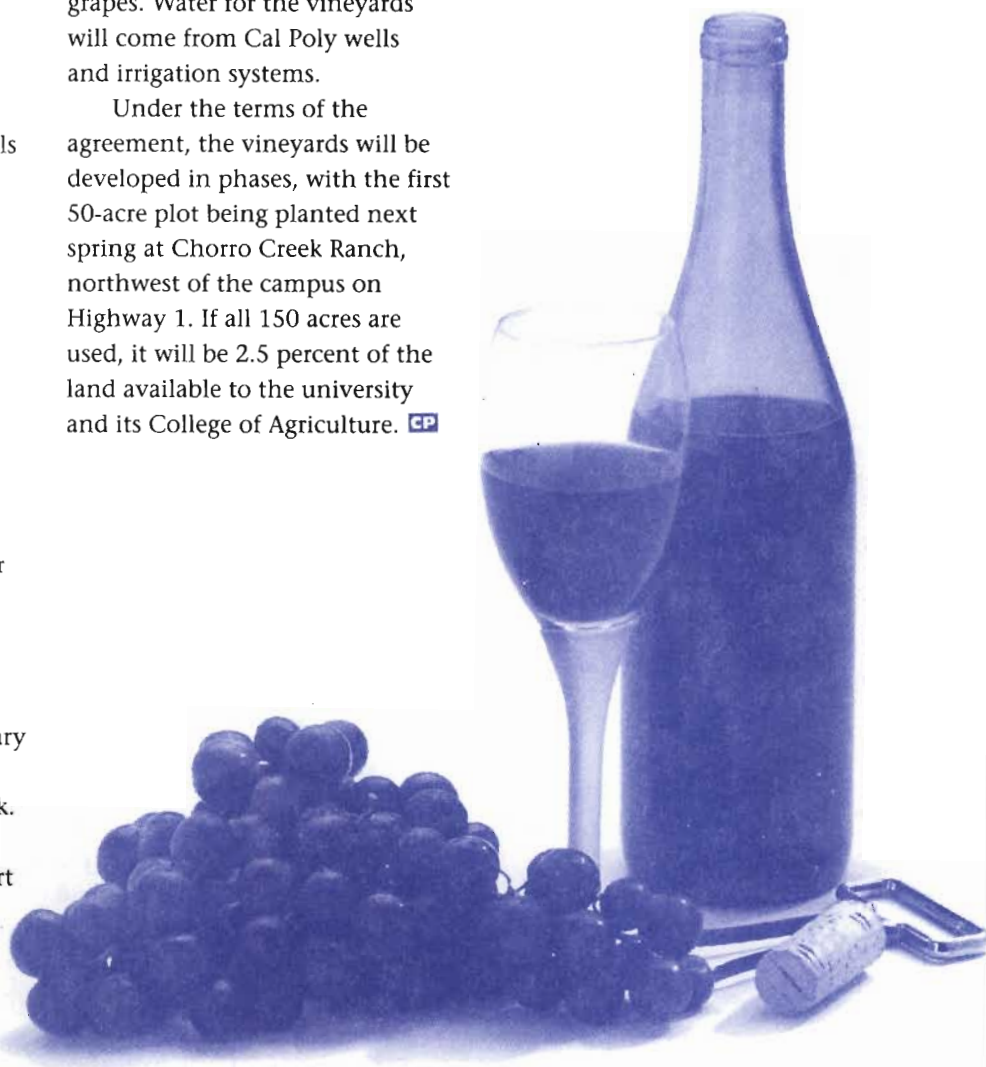 grapes. Water for the vineyards
will come from Cal Poly wells
and irrigation systems.
Under the terms of the
agreement, the vineyards will be
developed in phases, with the first
50-acre plot being planted next
spring at Chorro Creek Ranch,
northwest of the campus on
Highway 1. If all 150 acres are
used, it will be 2.5 percent of the
land available to the university
and its College of Agriculture. CP
ls
r
ry
k.
rt